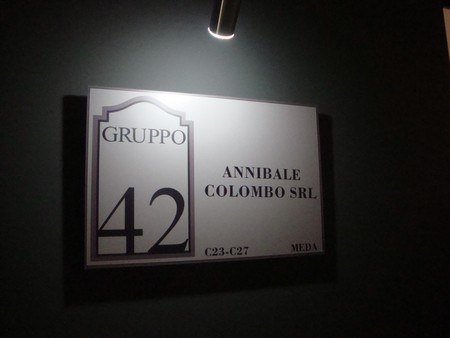 GRUPPO
42
ANNIBALE
COLOMBO SRL
C23-C27
MEDA